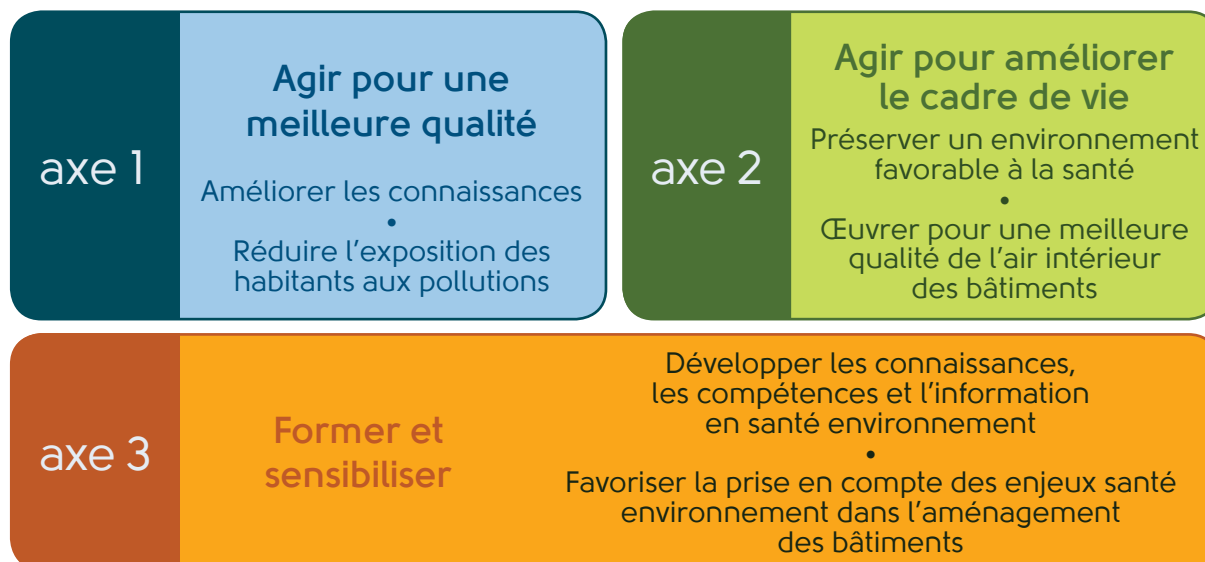 axe 1
Agir pour une
meilleure qualité
Améliorer les connaissances
•
Réduire l’exposition des
habitants aux pollutions
axe 2
Agir pour améliorer
le cadre de vie
Préserver un environnement
favorable à la santé
•
Œuvrer pour une meilleure
qualité de l’air intérieur
des bâtiments
axe 3
Former et
sensibiliser
Développer les connaissances,
les compétences et l’information
en santé environnement
•
Favoriser la prise en compte des enjeux santé
environnement dans l’aménagement
des bâtiments